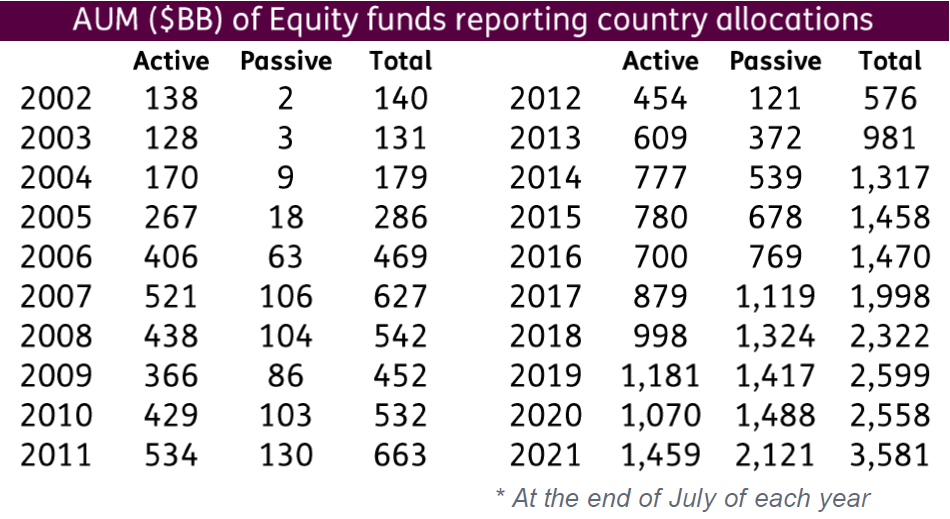 AUM ($BB) of Equity funds reporting country allocations
Active Passive Total Active Passive Total
2002 138 2 140 2012 454 121 576
2003 128 3 131 2013 609 372 981
2004 170 9 179 2014 777 539 1,317
2005 267 18 286 2015 780 678 1,458
2006 406 63 469 2016 700 769 1,470
2007 521 106 627 2017 879 1,119 1,998
2008 438 104 542 2018 998 1,324 2,322
2009 366 86 452 2019 1,181 1,417 2,599
2010 429 103 532 2020 1,070 1,488 2,558
2011 534 130 663 2021 1,459 2,121 3,581
* At the end of July of each year